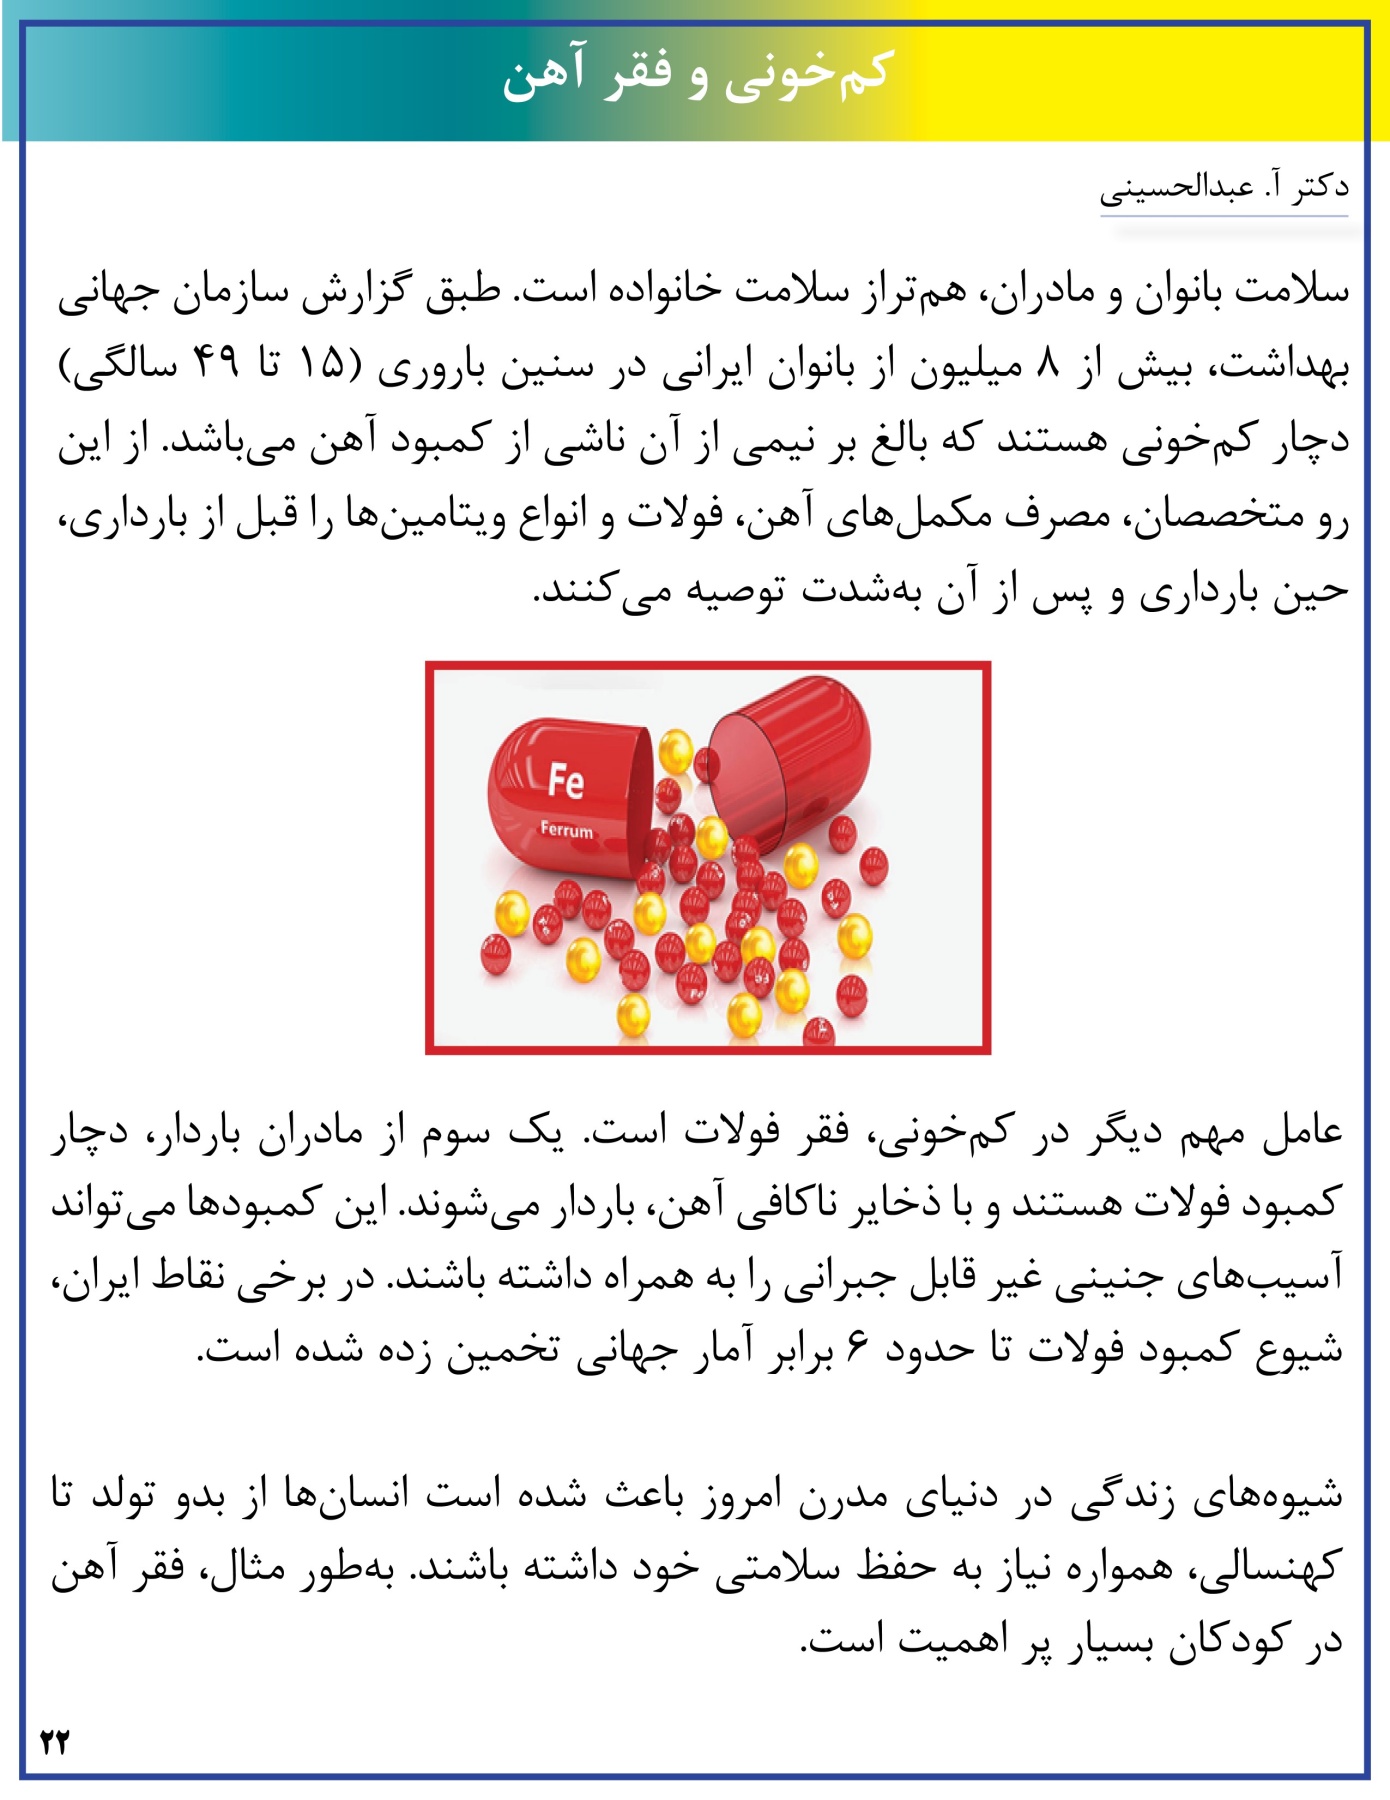 کم‌خونی و فقر آهن
دکتر آ. عبدالحسینی
سلامت بانوان و مادران، هم‌تراز سلامت خانواده است. طبق گزارش سازمان جهانی
بهداشت، بیش از ۸ میلیون از بانوان ایرانی در سنین باروری (۱۵ تا ۴۹ سالگی)
دچار کم‌خونی هستند که بالغ بر نیمی از آن ناشی از کمبود آهن می‌باشد. از این
رو متخصصان، مصرف مکمل‌های آهن، فولات و انواع ویتامین‌ها را قبل از بارداری،
حین بارداری و پس از آن به‌شدت توصیه می‌کنند.
Fe
Ferrum
عامل مهم دیگر در کم‌خونی، فقر فولات است. یک سوم از مادران باردار، دچار
کمبود فولات هستند و با ذخایر ناکافی آهن، باردار می‌شوند. این کمبودها می‌تواند
آسیب‌های جنینی غیر قابل جبرانی را به همراه داشته باشند. در برخی نقاط ایران،
شیوع کمبود فولات تا حدود ۶ برابر آمار جهانی تخمین زده شده است.
شیوه‌های زندگی در دنیای مدرن امروز باعث شده است انسان‌ها از بدو تولد تا
کهنسالی، همواره نیاز به حفظ سلامتی خود داشته باشند. به‌طور مثال، فقر آهن
در کودکان بسیار پر اهمیت است.
۲۲